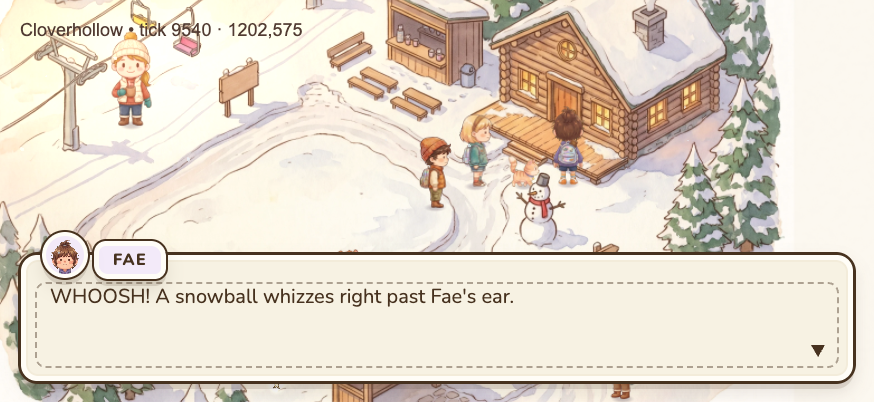 Cloverhollow • tick 9540 · 1202,575
FAE
WHOOSH! A snowball whizzes right past Fae's ear.